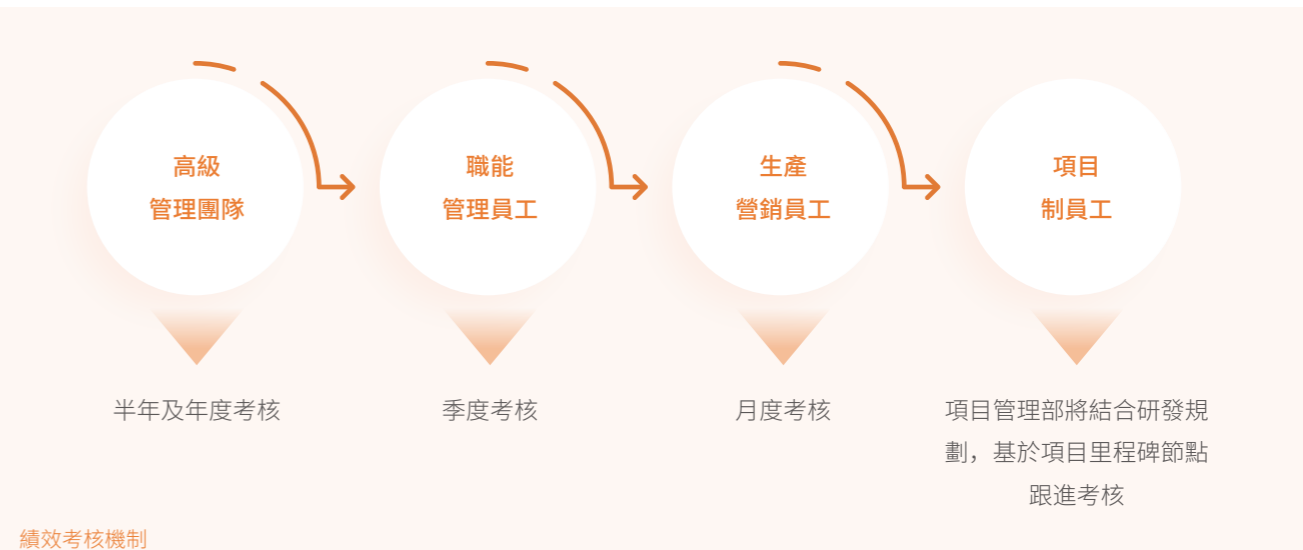 高級
管理團隊
職能
管理員工
生產
營銷員工
項目
制員工
半年及年度考核
季度考核
月度考核
項目管理部將結合研發規
劃，基於項目里程碑節點
跟進考核
績效考核機制